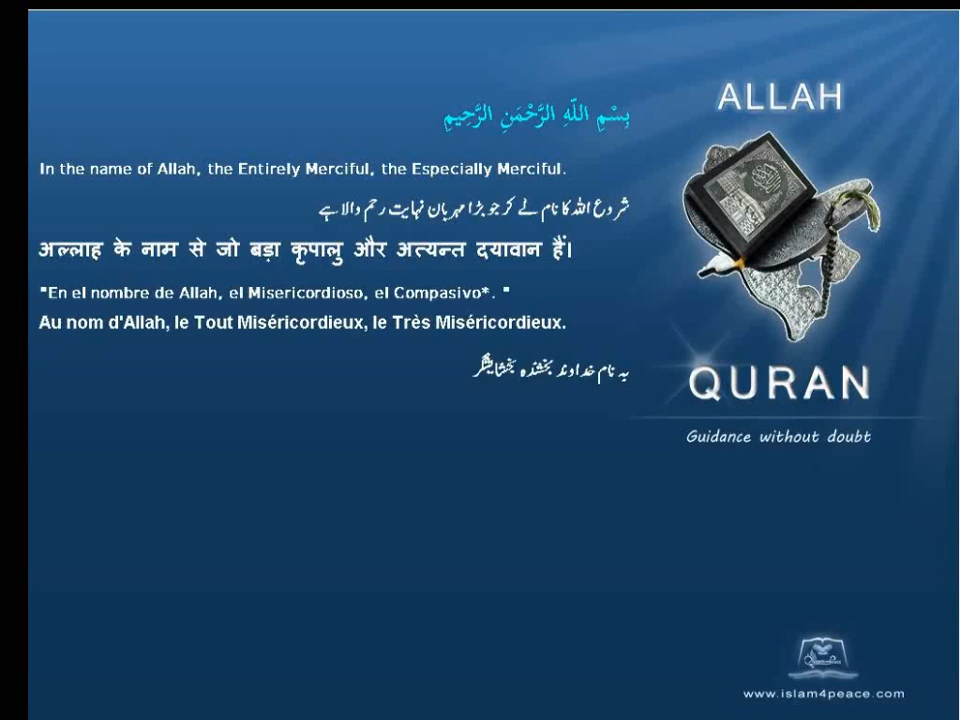 بِسْمِ اللَّهِ الرَّحْمَنِ الرَّحِيمِ
In the name of Allah, the Entirely Merciful, the Especially Merciful.
شروع الله کا نام لے کر جو بڑا مہربان نہایت رحم والا ہے
अल्लाह के नाम से जो बड़ा कृपालु और अत्यन्त दयावान हैं।
"En el nombre de Allah, el Misericordioso, el Compasivo*. "
Au nom d'Allah, le Tout Miséricordieux, le Très Miséricordieux.
به نام خداوند بخشنده بخشایشگر
ALLAH
QURAN
Guidance without doubt
www.islam4peace.com